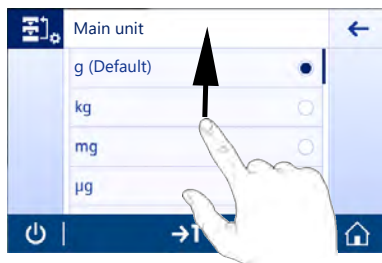 Main unit
g (Default)
kg
mg
µg
→T